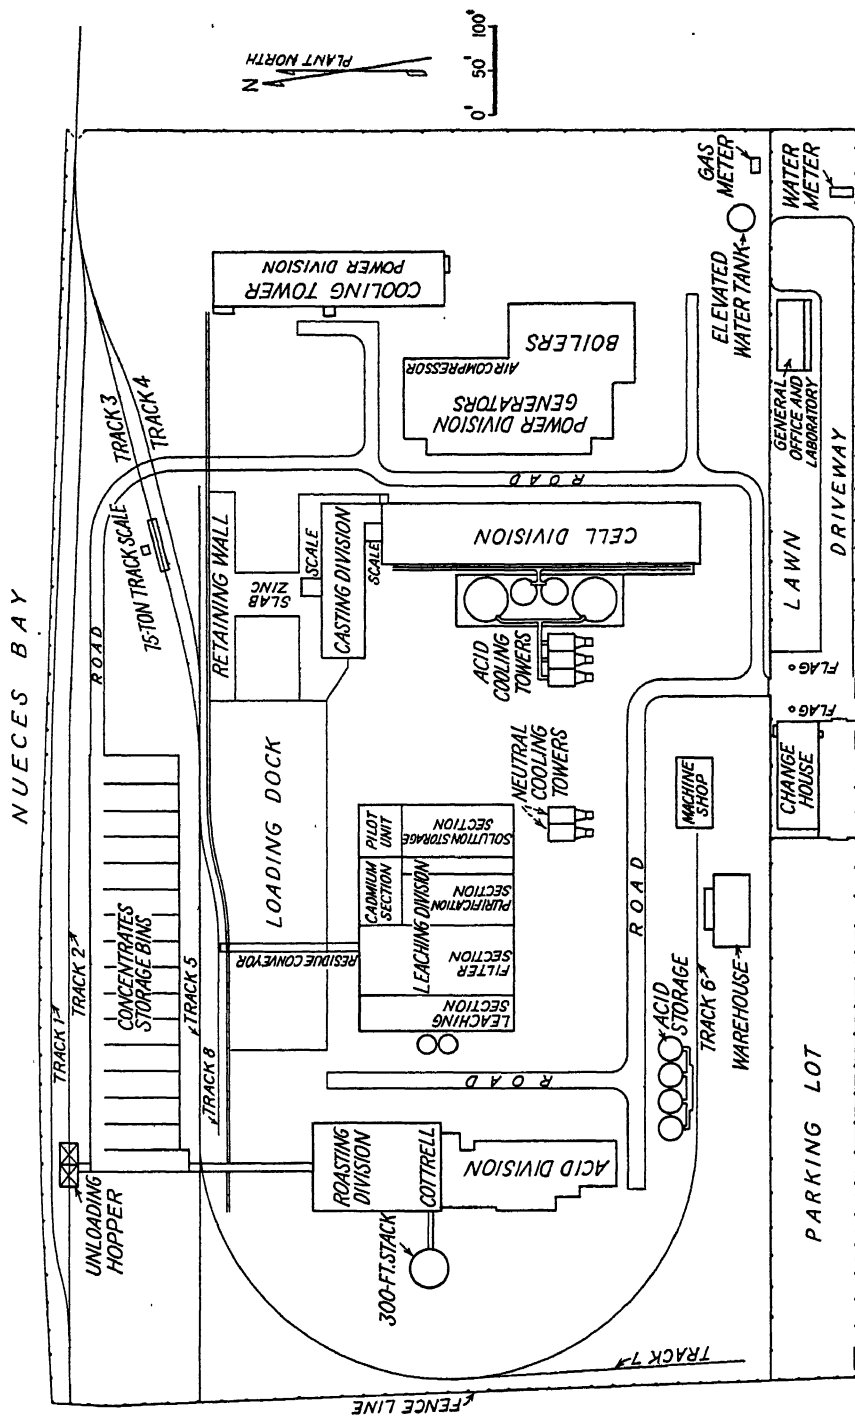 NUECES BAY
TRACK 1
TRACK 2
ROAD
TRACK 3
TRACK 4
75-TON TRACK SCALE
UNLOADING
HOPPER
CONCENTRATES
STORAGE BINS
TRACK 5
TRACK 8
RETAINING WALL
SLAB
ZINC
SCALE
LOADING DOCK
CASTING DIVISION
SCALE
COOLING TOWER
POWER DIVISION
N
PLANT NORTH
0' 50' 100'
ROASTING
DIVISION
COTTRELL
ACID DIVISION
300-FT. STACK
RESIDUE CONVEYOR
LEACHING DIVISION
LEACHING
SECTION
FILTER
SECTION
CADMIUM
SECTION
PURIFICATION
SECTION
PILOT
UNIT
SOLUTION STORAGE
SECTION
CELL DIVISION
ACID
COOLING
TOWERS
NEUTRAL
COOLING
TOWERS
ROAD
POWER DIVISION
GENERATORS
AIR COMPRESSOR
BOILERS
ROAD
ROAD
ACID
STORAGE
TRACK 6
WAREHOUSE
MACHINE
SHOP
TRACK 7
FENCE LINE
ELEVATED
WATER TANK
GAS
METER
WATER
METER
PARKING LOT
CHANGE
HOUSE
FLAG
FLAG
LAWN
GENERAL
OFFICE AND
LABORATORY
DRIVEWAY